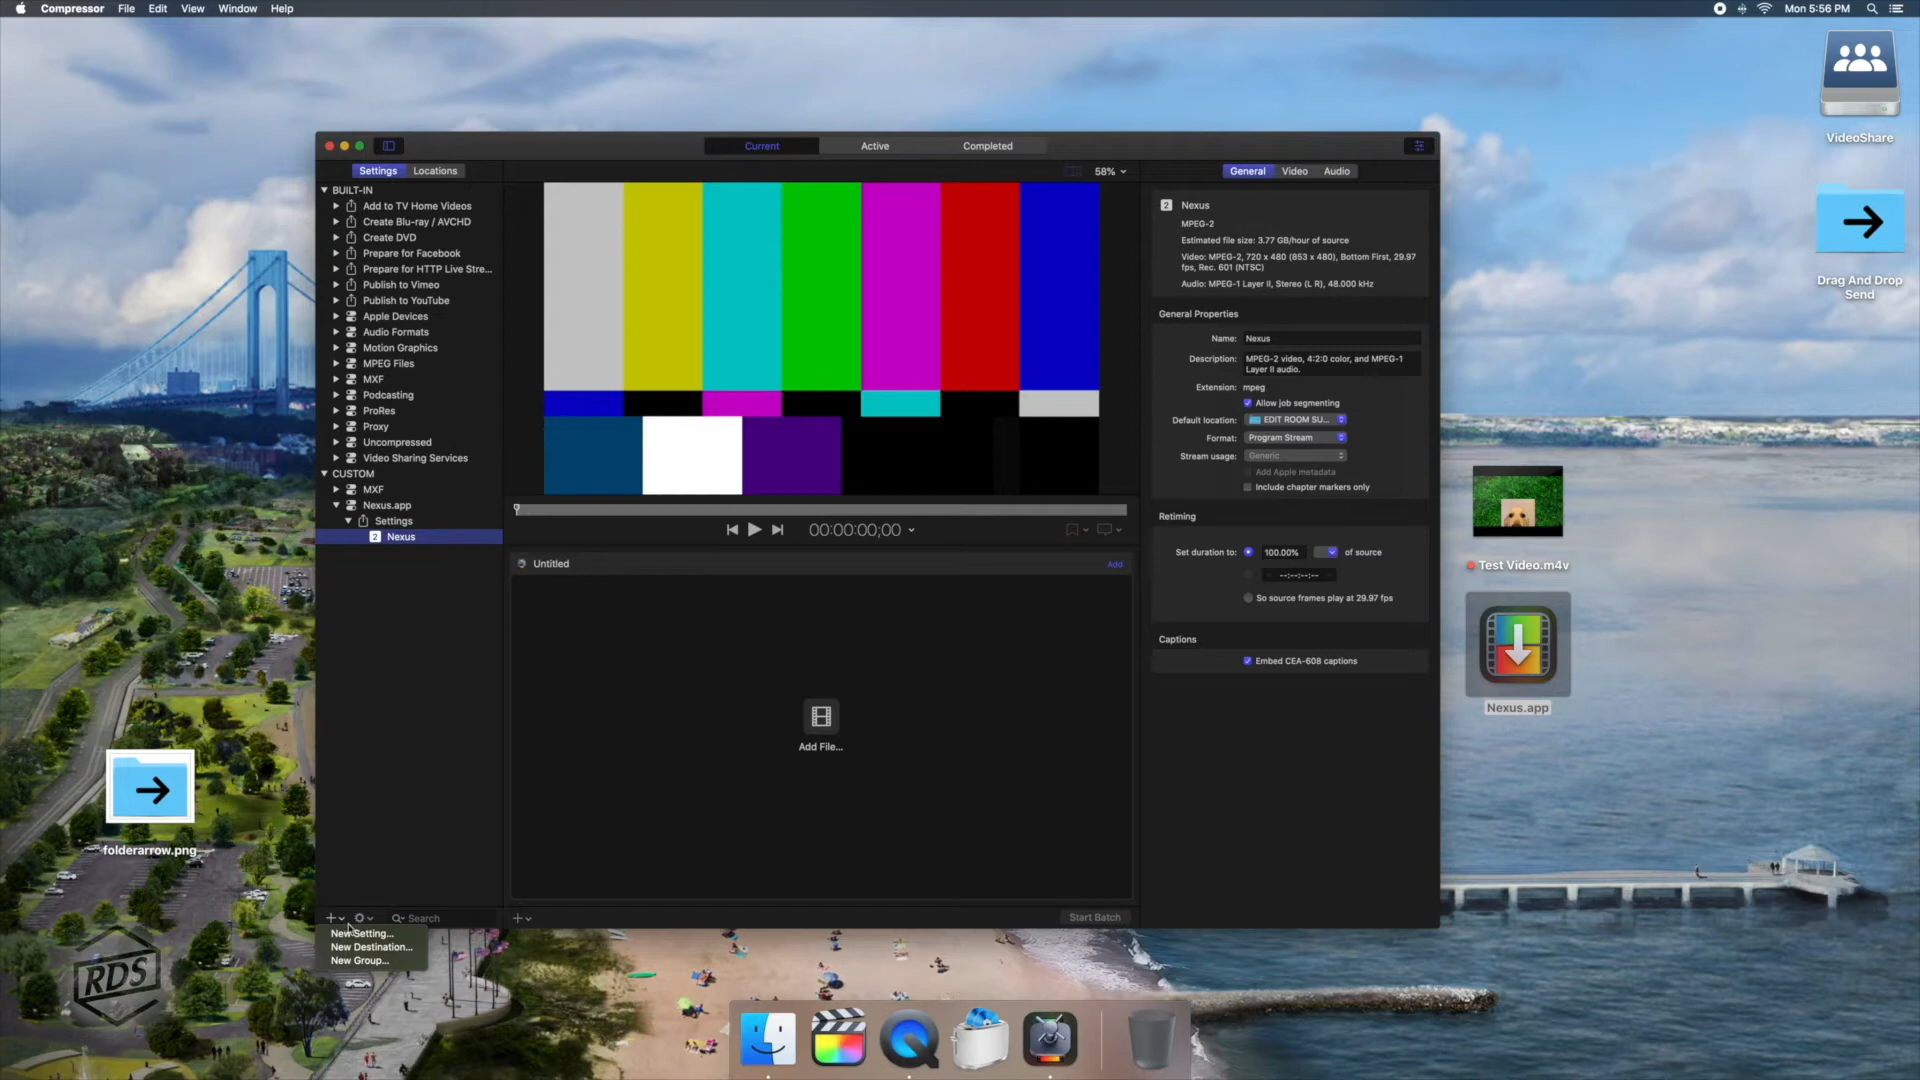 Compressor File Edit View Window Help
Mon 5:56 PM
VideoShare
Drag And Drop
Send
Test Video.m4v
Nexus.app
folderarrow.png
RDS
Current Active Completed
Settings Locations
58%
General Video Audio
BUILT-IN
Add to TV Home Videos
Create Blu-ray / AVCHD
Create DVD
Prepare for Facebook
Prepare for HTTP Live Stre...
Publish to Vimeo
Publish to YouTube
Apple Devices
Audio Formats
Motion Graphics
MPEG Files
MXF
Podcasting
ProRes
Proxy
Uncompressed
Video Sharing Services
CUSTOM
MXF
Nexus.app
Settings
2 Nexus
Search
New Setting...
New Destination...
New Group...
00:00:00;00
Untitled
Add
Add File...
Start Batch
2 Nexus
MPEG-2
Estimated file size: 3.77 GB/hour of source
Video: MPEG-2, 720 x 480 (853 x 480), Bottom First, 29.97
fps, Rec. 601 (NTSC)
Audio: MPEG-1 Layer II, Stereo (L R), 48.000 kHz
General Properties
Name: Nexus
Description: MPEG-2 video, 4:2:0 color, and MPEG-1
Layer II audio.
Extension: mpeg
Allow job segmenting
Default location: EDIT ROOM SU...
Format: Program Stream
Stream usage: Generic
Add Apple metadata
Include chapter markers only
Retiming
Set duration to: 100.00% of source
--:--:--:--
So source frames play at 29.97 fps
Captions
Embed CEA-608 captions